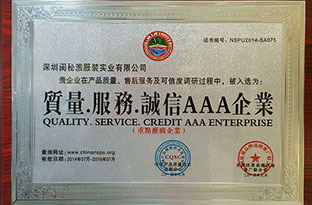 证书编号：NSPU2014-SA075
深圳闺秘派服装实业有限公司
贵企业在产品质量、售后服务及可信度调研过程中，被入选为：
質量.服務.誠信AAA企業
QUALITY. SERVICE. CREDIT AAA ENTERPRISE
（重點推廣企業）
查询网址：www.chinanspu.org
有效日期：2014年07月-2016年07月
CQSC